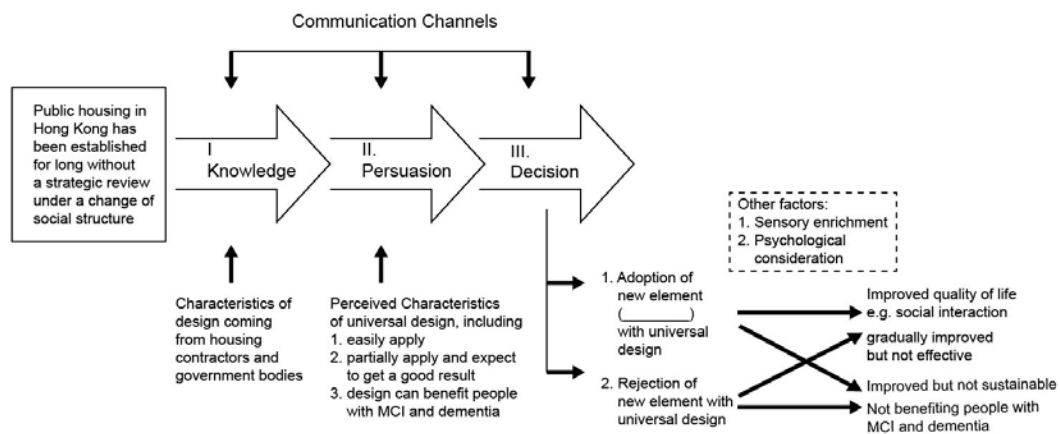 Communication Channels
Public housing in
Hong Kong has
been established
for long without
a strategic review
under a change of
social structure
I
Knowledge
II.
Persuasion
III.
Decision
Characteristics of
design coming
from housing
contractors and
government bodies
Perceived Characteristics
of universal design, including
1. easily apply
2. partially apply and expect
to get a good result
3. design can benefit people
with MCI and dementia
1. Adoption of
new element
(________)
with universal
design
2. Rejection of
new element with
universal design
Other factors:
1. Sensory enrichment
2. Psychological
consideration
Improved quality of life
e.g. social interaction
gradually improved
but not effective
Improved but not sustainable
Not benefiting people with
MCI and dementia